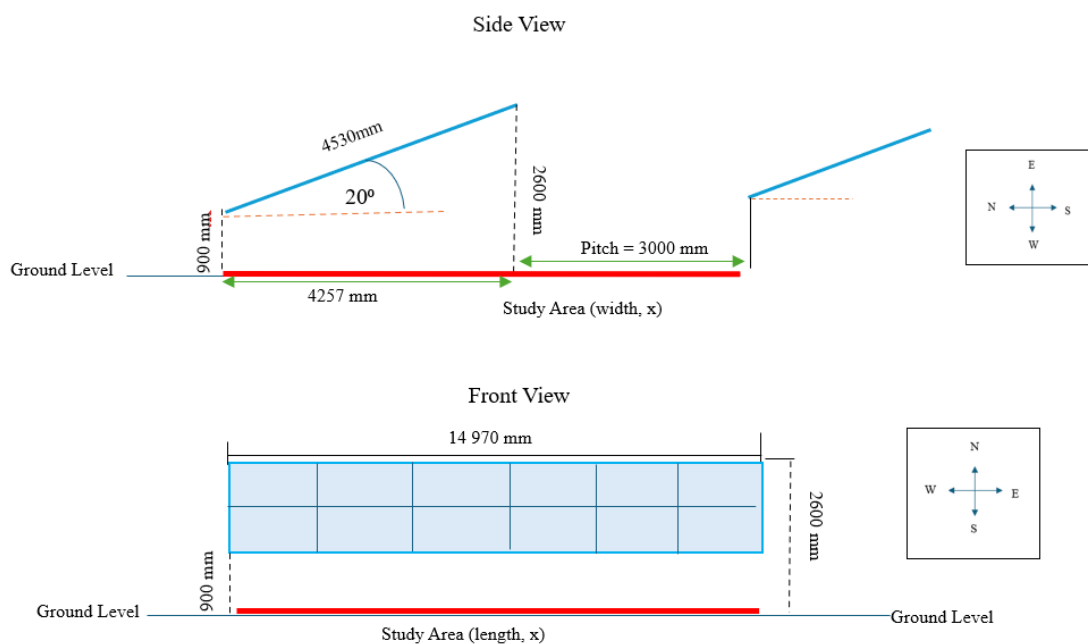 Side View
4530mm
20⁰
2600 mm
900 mm
Pitch = 3000 mm
Ground Level
4257 mm
Study Area (width, x)
E
N
S
W
Front View
14 970 mm
2600 mm
900 mm
N
W
E
S
Ground Level
Ground Level
Study Area (length, x)